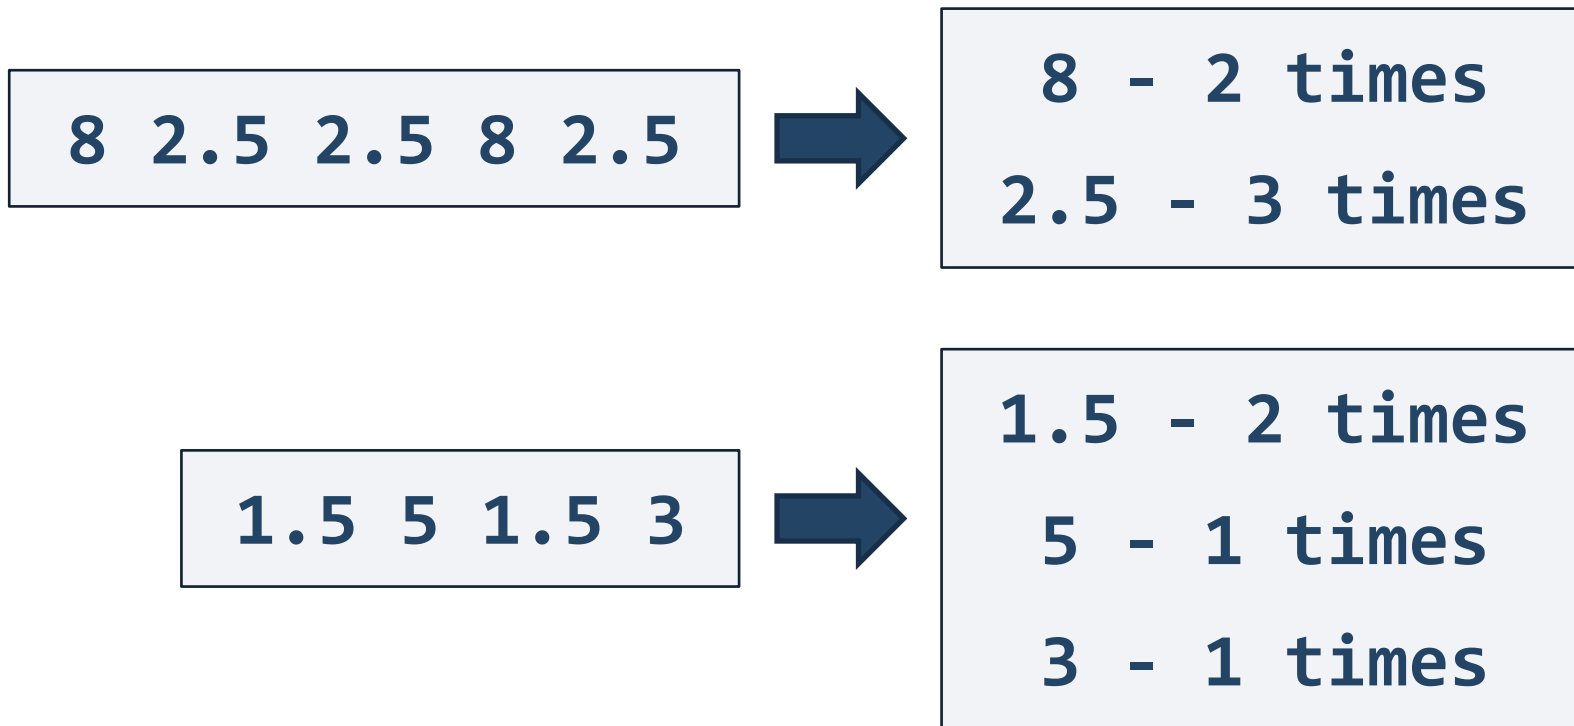 8 2.5 2.5 8 2.5
8 - 2 times
2.5 - 3 times
1.5 5 1.5 3
1.5 - 2 times
5 - 1 times
3 - 1 times